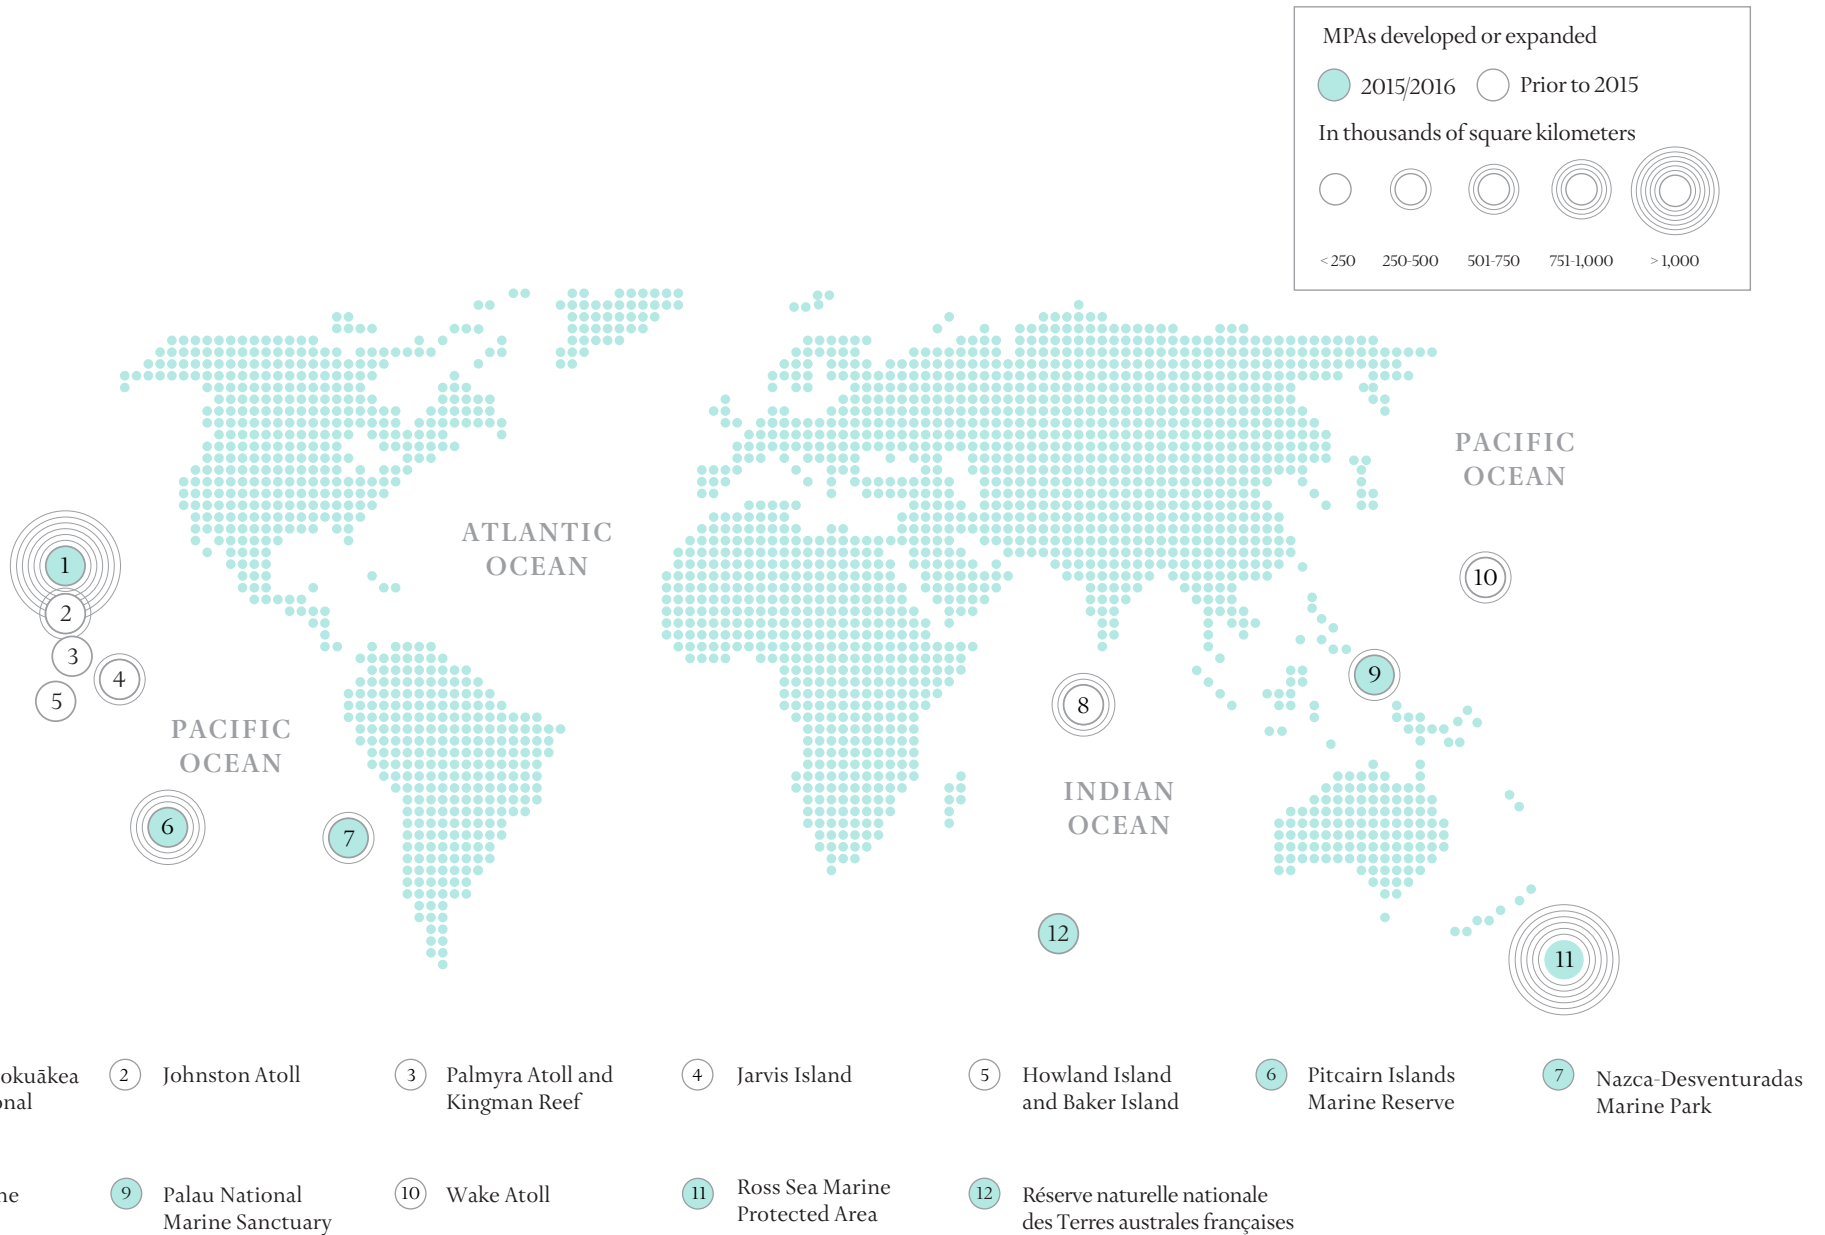 MPAs developed or expanded
2015/2016 Prior to 2015
In thousands of square kilometers
<250 250-500 501-750 751-1,000 >1,000
PACIFIC
OCEAN
ATLANTIC
OCEAN
1
2
3
4
5
10
9
8
PACIFIC
OCEAN
INDIAN
OCEAN
6
7
12
11
okuākea
onal
2 Johnston Atoll
3 Palmyra Atoll and
Kingman Reef
4 Jarvis Island
5 Howland Island
and Baker Island
6 Pitcairn Islands
Marine Reserve
7 Nazca-Desventuradas
Marine Park
ne
9 Palau National
Marine Sanctuary
10 Wake Atoll
11 Ross Sea Marine
Protected Area
12 Réserve naturelle nationale
des Terres australes françaises